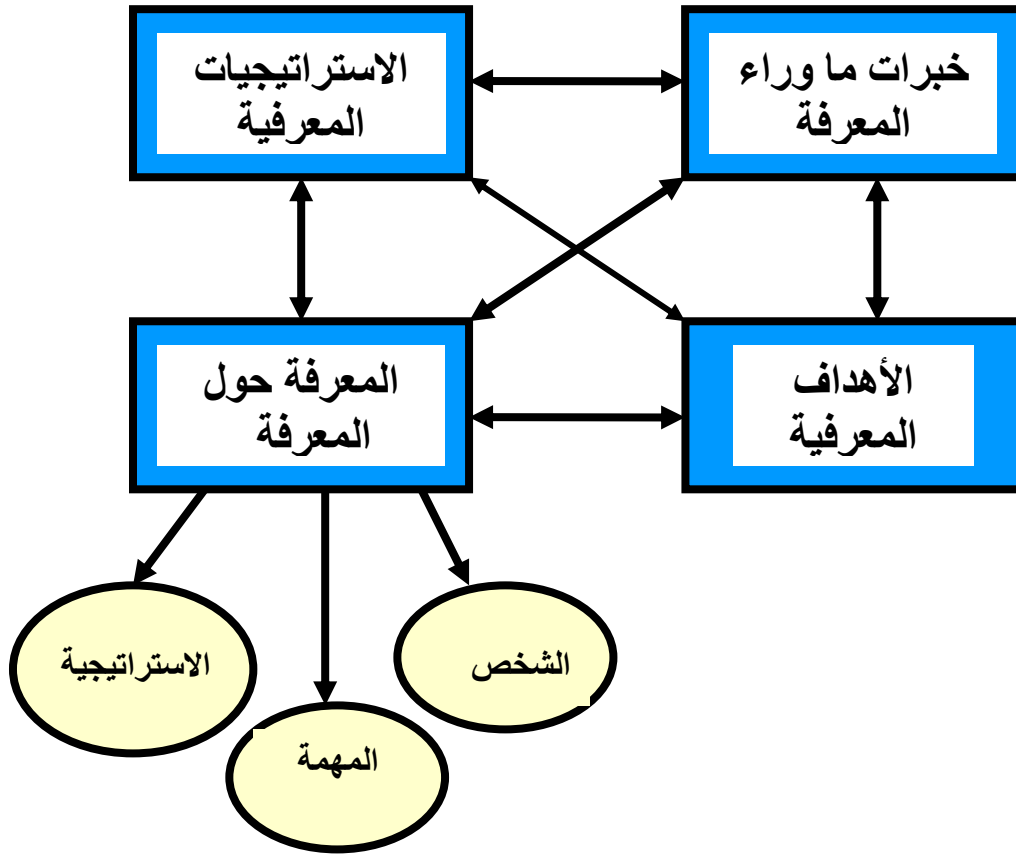 خبرات ما وراء
المعرفة
الاستراتيجيات
المعرفية
الأهداف
المعرفية
المعرفة حول
المعرفة
الشخص
المهمة
الاستراتيجية